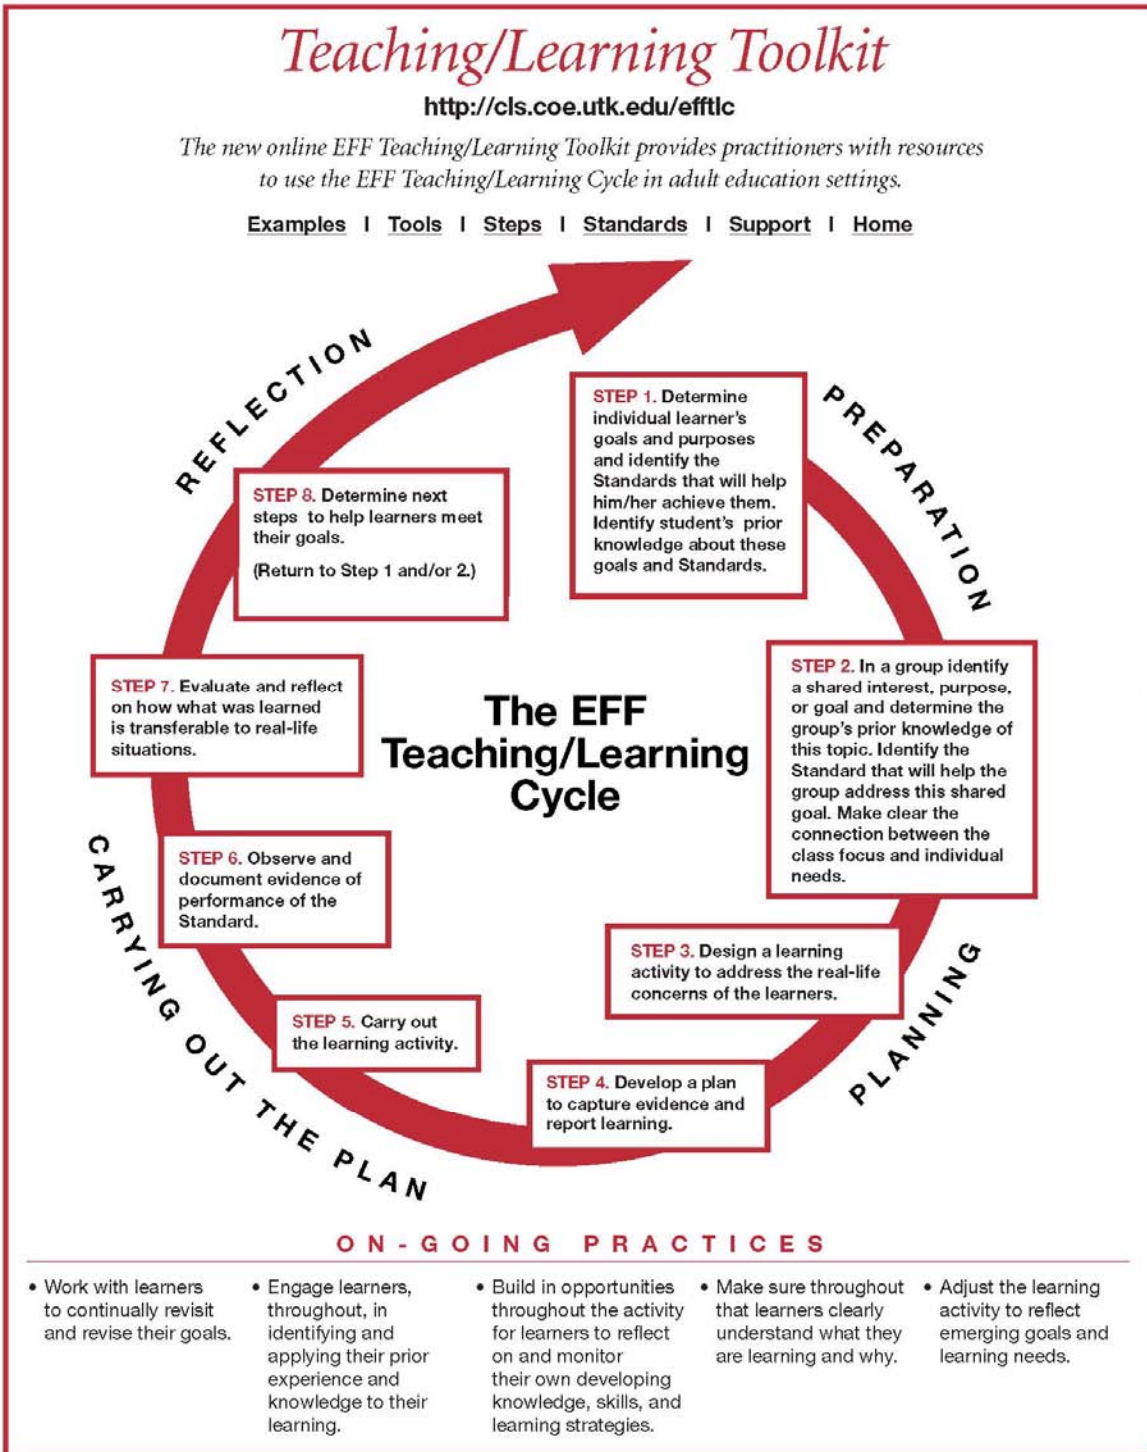 Teaching/Learning Toolkit
http://cls.coe.utk.edu/efftlc
The new online EFF Teaching/Learning Toolkit provides practitioners with resources
to use the EFF Teaching/Learning Cycle in adult education settings.
Examples | Tools | Steps | Standards | Support | Home
REFLECTION
PREPARATION
STEP 1. Determine
individual learner's
goals and purposes
and identify the
Standards that will help
him/her achieve them.
Identify student's prior
knowledge about these
goals and Standards.
STEP 2. In a group identify
a shared interest, purpose,
or goal and determine the
group's prior knowledge of
this topic. Identify the
Standard that will help the
group address this shared
goal. Make clear the
connection between the
class focus and individual
needs.
PLANNING
STEP 3. Design a learning
activity to address the real-life
concerns of the learners.
STEP 4. Develop a plan
to capture evidence and
report learning.
CARRYING OUT THE PLAN
STEP 5. Carry out
the learning activity.
STEP 6. Observe and
document evidence of
performance of the
Standard.
STEP 7. Evaluate and reflect
on how what was learned
is transferable to real-life
situations.
STEP 8. Determine next
steps to help learners meet
their goals.
(Return to Step 1 and/or 2.)
The EFF
Teaching/Learning
Cycle
ON-GOING PRACTICES
• Work with learners
to continually revisit
and revise their goals.
• Engage learners,
throughout, in
identifying and
applying their prior
experience and
knowledge to their
learning.
• Build in opportunities
throughout the activity
for learners to reflect
on and monitor
their own developing
knowledge, skills, and
learning strategies.
• Make sure throughout
that learners clearly
understand what they
are learning and why.
• Adjust the learning
activity to reflect
emerging goals and
learning needs.